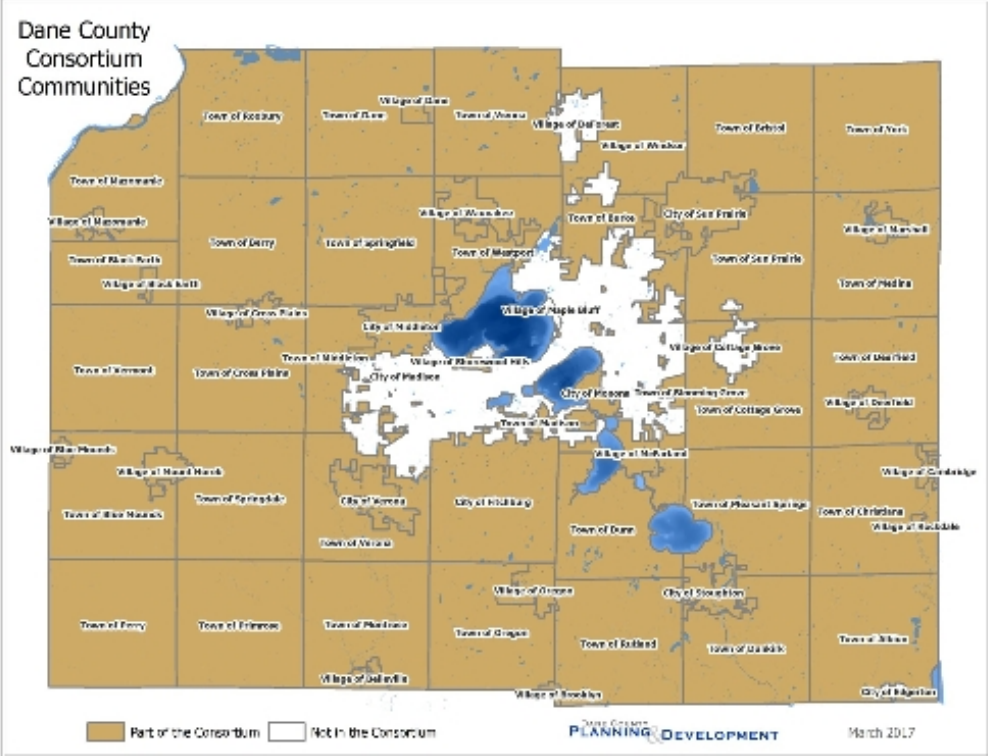 Dane County
Consortium
Communities
Village of Dane
Town of Roxbury
Town of Dane
Town of Vienna
Village of DeForest
Village of Windsor
Town of Bristol
Town of York
Town of Mazomanie
Village of Mazomanie
Village of Waunakee
Town of Burke
City of Sun Prairie
Village of Marshall
Town of Berry
Town of Springfield
Town of Westport
Town of Sun Prairie
Town of Black Earth
Village of Black Earth
Town of Medina
Village of Cross Plains
Village of Maple Bluff
City of Middleton
Village of Cottage Grove
Town of Middleton
Village of Shorewood Hills
Town of Deerfield
Town of Vermont
Town of Cross Plains
City of Madison
City of Monona
Town of Blooming Grove
Village of Deerfield
Town of Cottage Grove
Town of Madison
Village of Blue Mounds
Village of McFarland
Village of Mount Horeb
Village of Cambridge
Town of Springdale
City of Verona
City of Fitchburg
Town of Pleasant Springs
Town of Blue Mounds
Town of Christiana
Village of Rockdale
Town of Dunn
Town of Verona
Village of Oregon
City of Stoughton
Town of Perry
Town of Primrose
Town of Montrose
Town of Oregon
Town of Rutland
Town of Dunkirk
Town of Albion
Village of Belleville
Village of Brooklyn
City of Edgerton
Part of the Consortium
Not in the Consortium
DANE COUNTY
PLANNING & DEVELOPMENT
March 2017